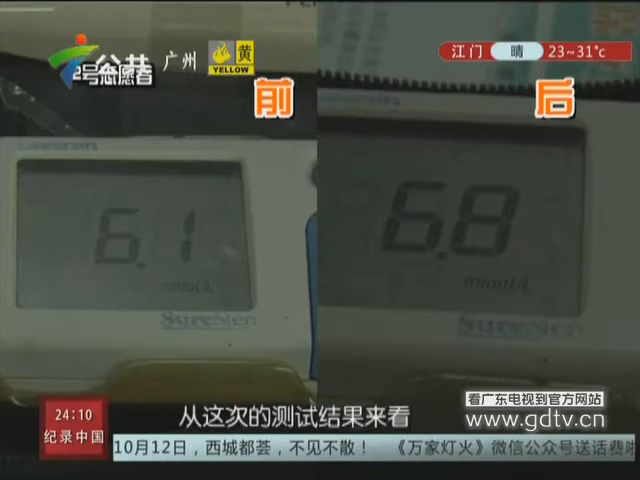 公共
2号志愿者
广州
黄
YELLOW
江门 晴 23~31℃
前
后
6.1
mmol/L
SureStep
6.8
mmol/L
SureStep
从这次的测试结果来看
看广东电视到官方网站
www.gdtv.cn
24:10
纪录中国
10月12日，西城都荟，不见不散！ 《万家灯火》微信公众号送话费啦